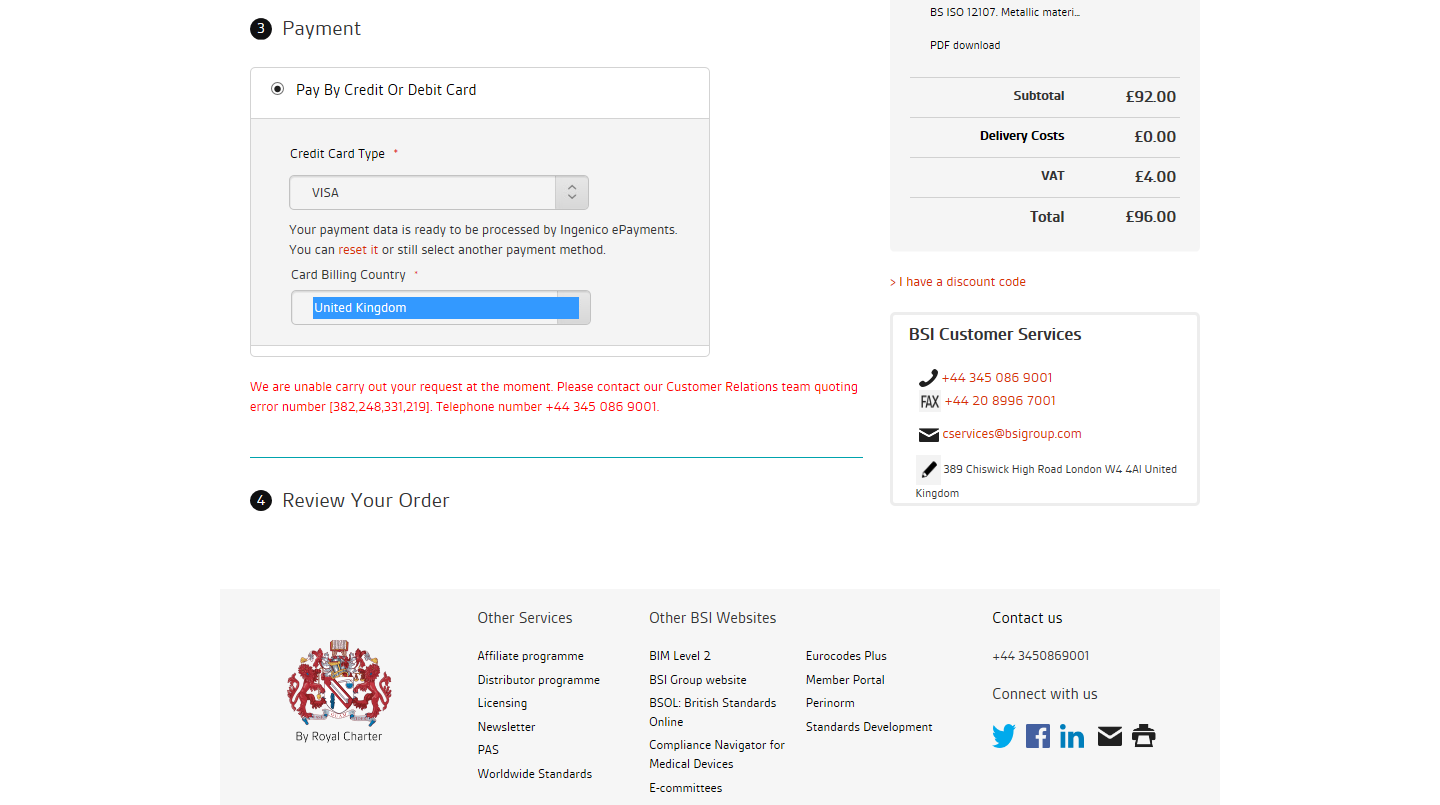 3 Payment
Pay By Credit Or Debit Card
Credit Card Type *
VISA
Your payment data is ready to be processed by Ingenico ePayments.
You can reset it or still select another payment method.
Card Billing Country *
United Kingdom
We are unable carry out your request at the moment. Please contact our Customer Relations team quoting
error number [382,248,331,219]. Telephone number +44 345 086 9001.
4 Review Your Order
BS ISO 12107. Metallic materi...
PDF download
Subtotal £92.00
Delivery Costs £0.00
VAT £4.00
Total £96.00
> I have a discount code
BSI Customer Services
+44 345 086 9001
FAX +44 20 8996 7001
cservices@bsigroup.com
389 Chiswick High Road London W4 4Al United
Kingdom
By Royal Charter
Other Services
Affiliate programme
Distributor programme
Licensing
Newsletter
PAS
Worldwide Standards
Other BSI Websites
BIM Level 2
BSI Group website
BSOL: British Standards
Online
Compliance Navigator for
Medical Devices
E-committees
Eurocodes Plus
Member Portal
Perinorm
Standards Development
Contact us
+44 3450869001
Connect with us